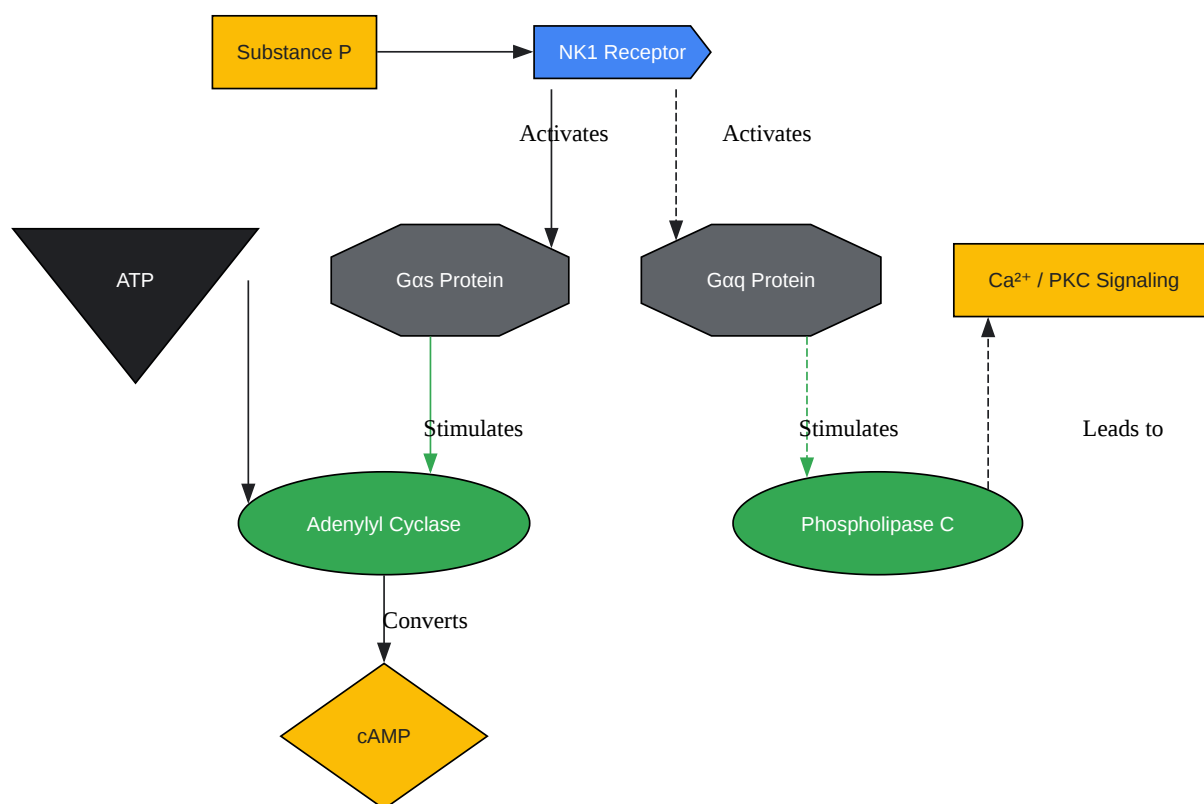 Substance P
NK1 Receptor
Activates
Activates
ATP
Gαs Protein
Gαq Protein
Ca²⁺ / PKC Signaling
Stimulates
Stimulates
Leads to
Adenylyl Cyclase
Phospholipase C
Converts
cAMP